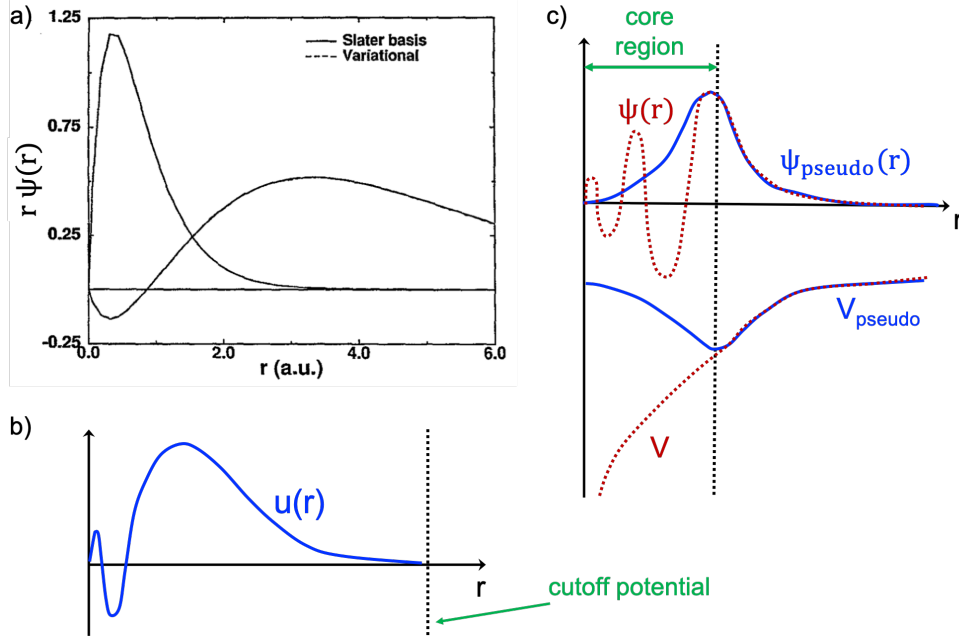 a)
1.25
0.75
0.25
-0.25
r ψ(r)
Slater basis
Variational
0.0
2.0
4.0
6.0
r (a.u.)
b)
u(r)
r
cutoff potential
c)
core
region
ψ(r)
ψpseudo(r)
r
Vpseudo
V